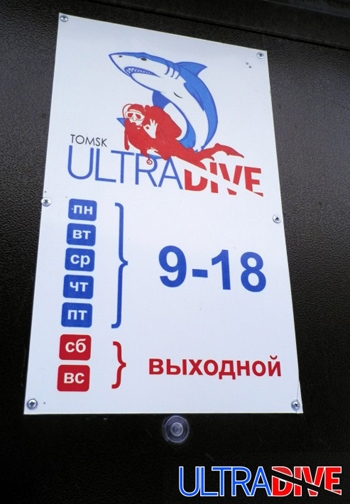 TOMSK
ULTRADIVE
пн
вт
ср
чт
пт
9-18
сб
вс
выходной
ULTRADIVE